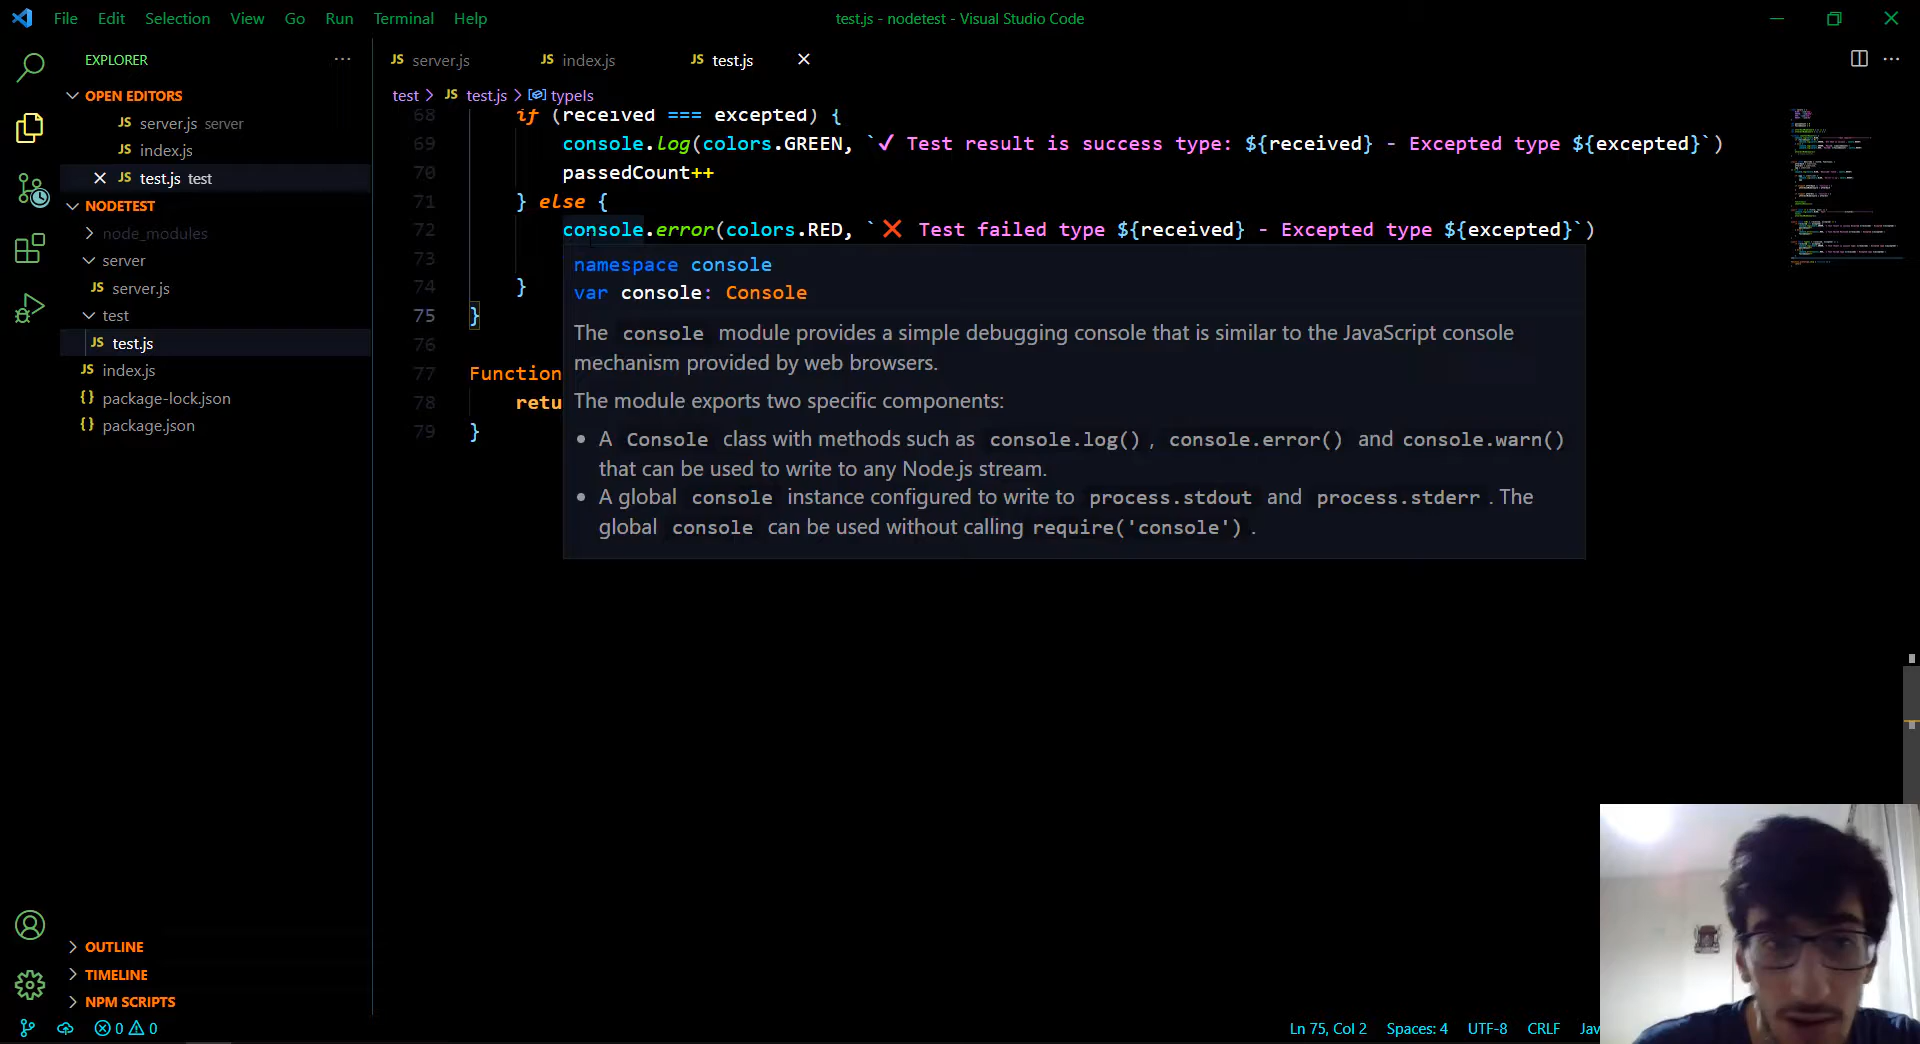 File Edit Selection View Go Run Terminal Help
test.js - nodetest - Visual Studio Code
EXPLORER
OPEN EDITORS
JS server.js server
JS index.js
JS test.js test
NODETEST
node_modules
server
JS server.js
test
JS test.js
JS index.js
{} package-lock.json
{} package.json
OUTLINE
TIMELINE
NPM SCRIPTS
JS server.js JS index.js JS test.js
test > JS test.js > typeIs
68 if (received === excepted) {
69 console.log(colors.GREEN, `✓ Test result is success type: ${received} - Excepted type ${excepted}`)
70 passedCount++
71 } else {
72 console.error(colors.RED, `❌ Test failed type ${received} - Excepted type ${excepted}`)
73
74 }
75 }
76
77 Function
78 retu
79 }
namespace console
var console: Console
The console module provides a simple debugging console that is similar to the JavaScript console
mechanism provided by web browsers.
The module exports two specific components:
• A Console class with methods such as console.log() , console.error() and console.warn()
that can be used to write to any Node.js stream.
• A global console instance configured to write to process.stdout and process.stderr . The
global console can be used without calling require('console') .
0 0
Ln 75, Col 2 Spaces: 4 UTF-8 CRLF Jav